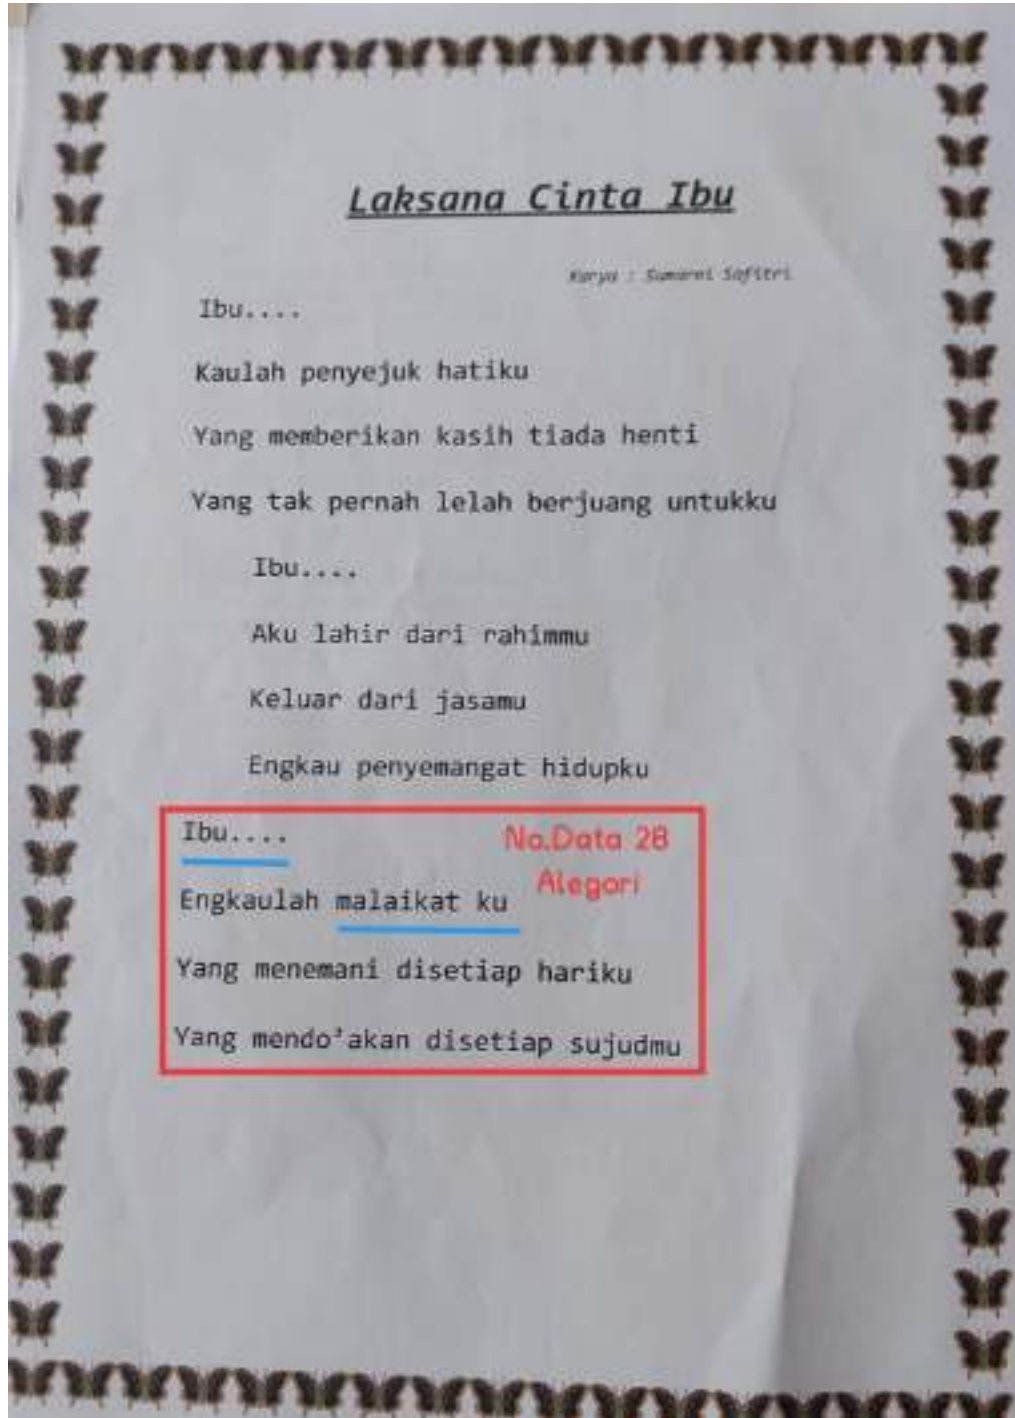 Laksana Cinta Ibu
Karya : Sumarni Safitri
Ibu....
Kaulah penyejuk hatiku
Yang memberikan kasih tiada henti
Yang tak pernah lelah berjuang untukku
Ibu....
Aku lahir dari rahimmu
Keluar dari jasamu
Engkau penyemangat hidupku
Ibu....
No.Data 28
Alegori
Engkaulah malaikat ku
Yang menemani disetiap hariku
Yang mendo'akan disetiap sujudmu